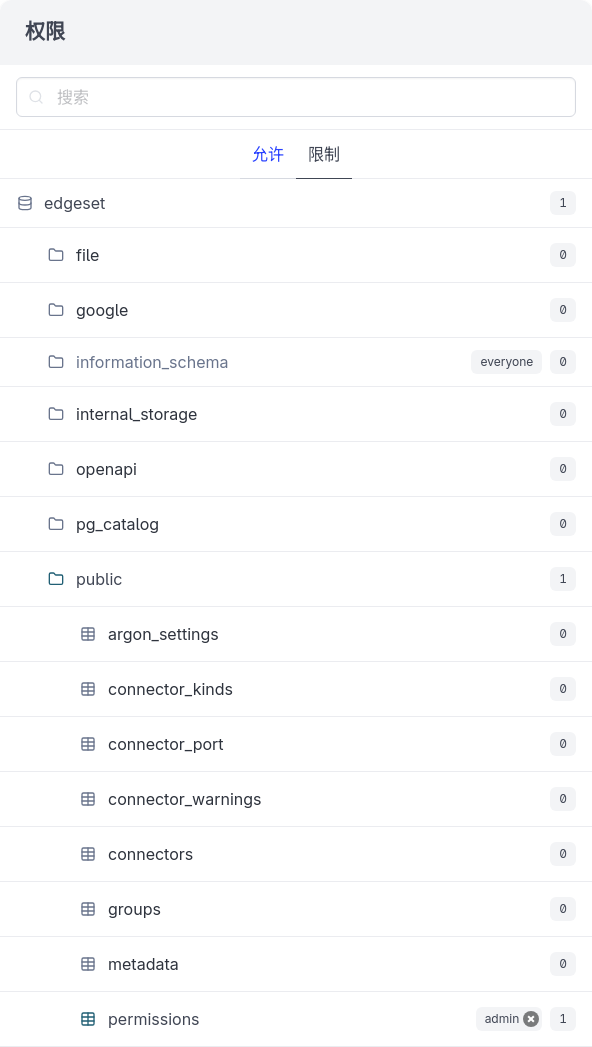 权限
搜索
允许 限制
edgeset 1
file 0
google 0
information_schema everyone 0
internal_storage 0
openapi 0
pg_catalog 0
public 1
argon_settings 0
connector_kinds 0
connector_port 0
connector_warnings 0
connectors 0
groups 0
metadata 0
permissions admin 1